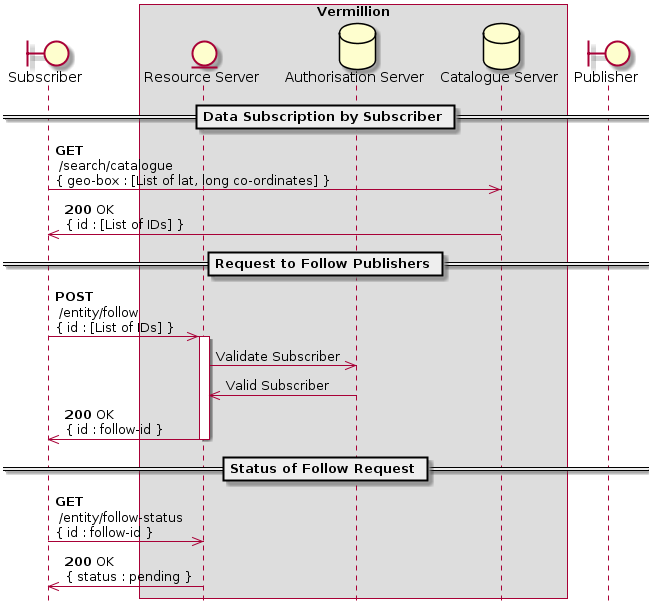 Vermillion
Subscriber
Resource Server
Authorisation Server
Catalogue Server
Publisher
Data Subscription by Subscriber
GET
/search/catalogue
{ geo-box : [List of lat, long co-ordinates] }
200 OK
{ id : [List of IDs] }
Request to Follow Publishers
POST
/entity/follow
{ id : [List of IDs] }
Validate Subscriber
Valid Subscriber
200 OK
{ id : follow-id }
Status of Follow Request
GET
/entity/follow-status
{ id : follow-id }
200 OK
{ status : pending }